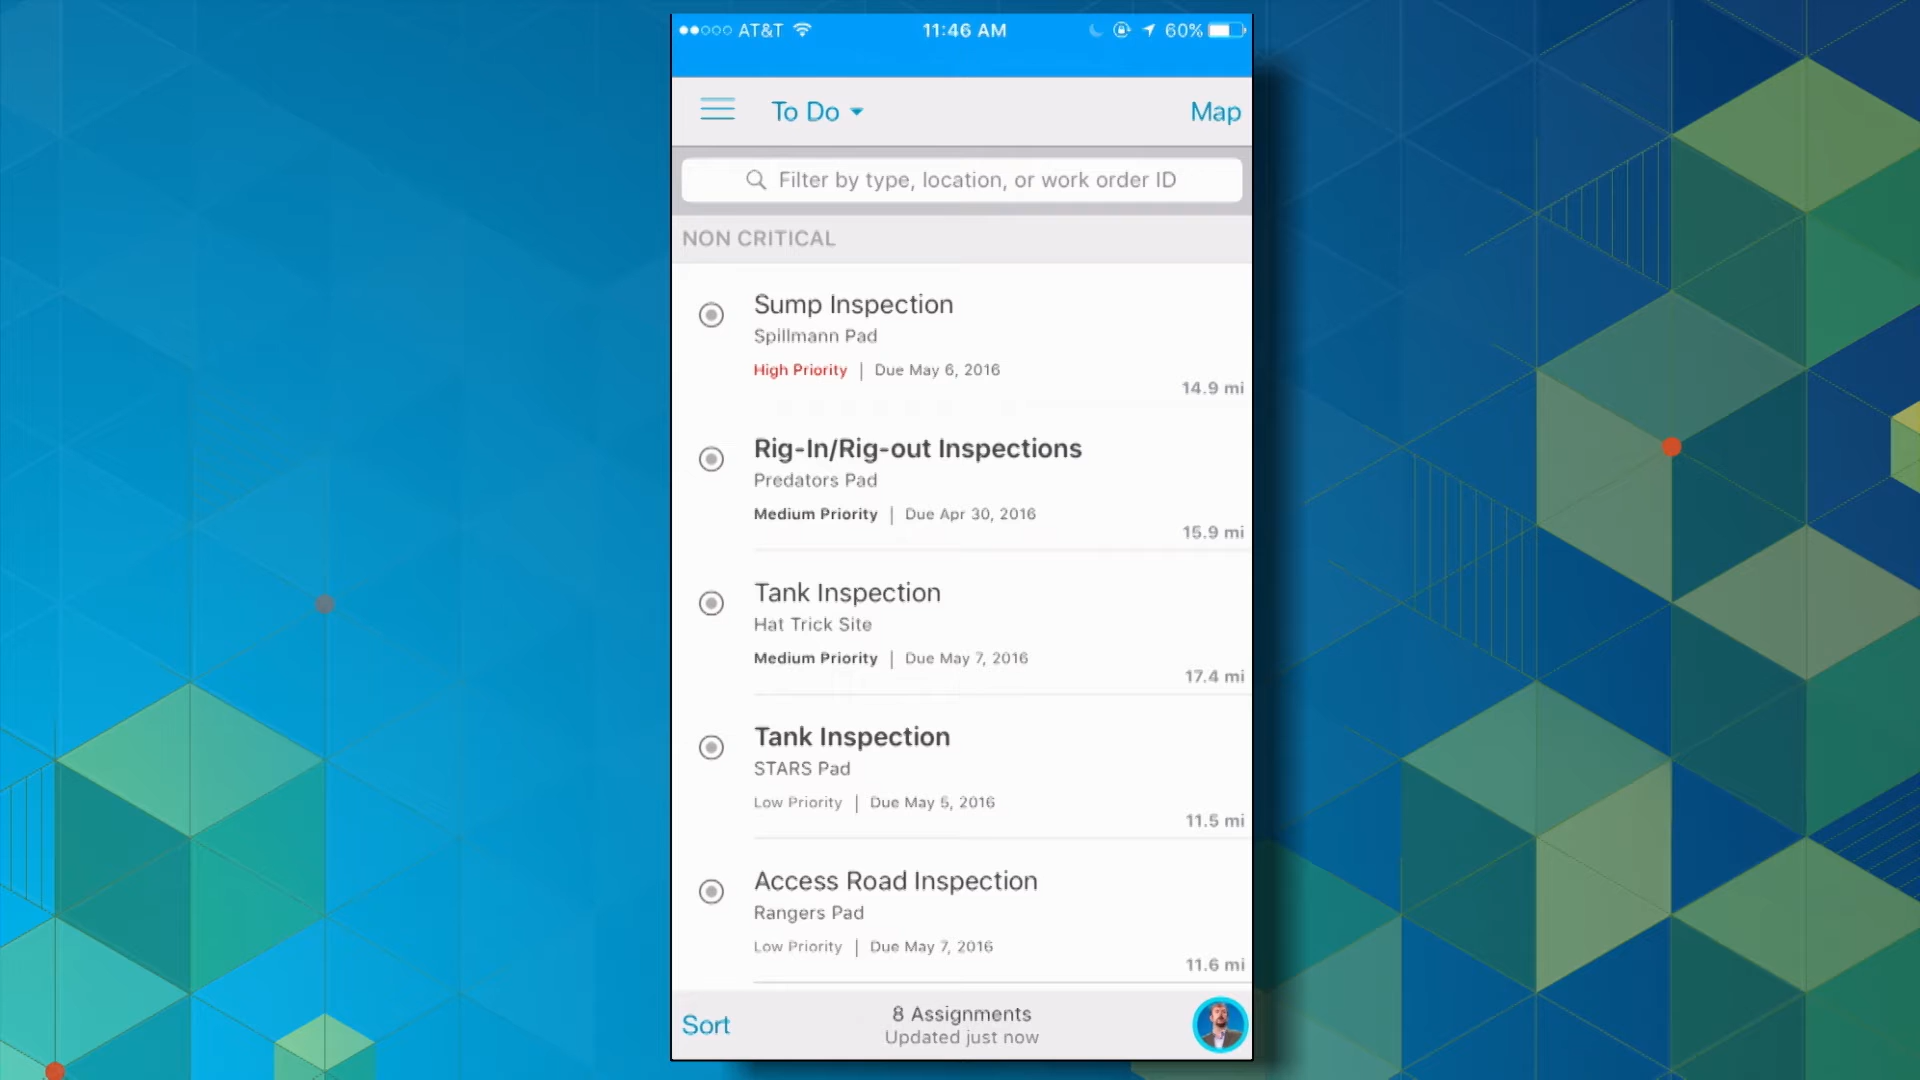 AT&T 11:46 AM 60%
To Do Map
Filter by type, location, or work order ID
NON CRITICAL
Sump Inspection
Spillmann Pad
High Priority | Due May 6, 2016
14.9 mi
Rig-In/Rig-out Inspections
Predators Pad
Medium Priority | Due Apr 30, 2016
15.9 mi
Tank Inspection
Hat Trick Site
Medium Priority | Due May 7, 2016
17.4 mi
Tank Inspection
STARS Pad
Low Priority | Due May 5, 2016
11.5 mi
Access Road Inspection
Rangers Pad
Low Priority | Due May 7, 2016
11.6 mi
Sort
8 Assignments
Updated just now